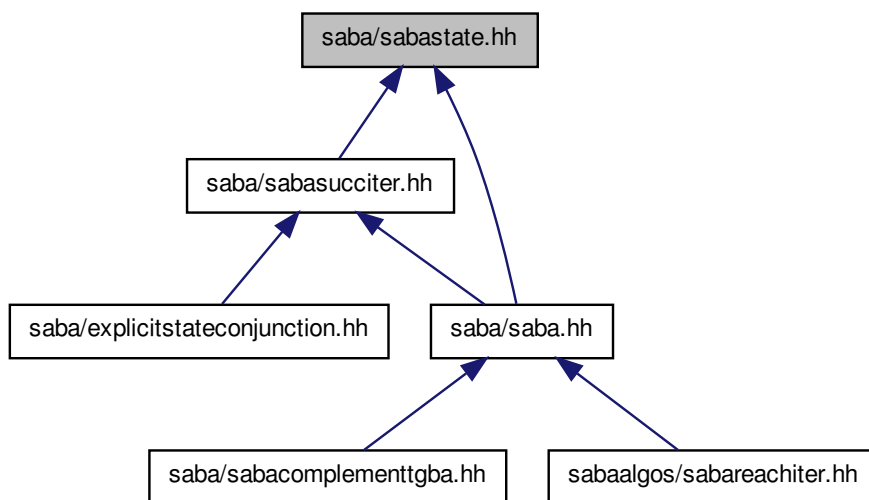 saba/sabastate.hh
saba/sabasucciter.hh
saba/explicitstateconjunction.hh
saba/saba.hh
saba/sabacomplementtgba.hh
sabaalgos/sabareachiter.hh